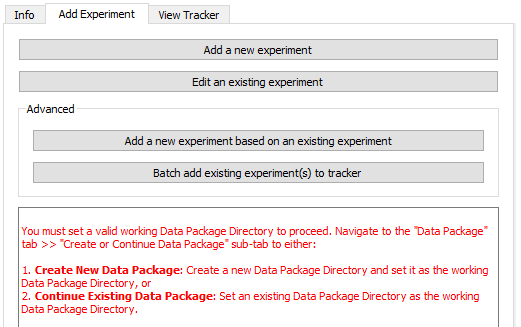 Info Add Experiment View Tracker
Add a new experiment
Edit an existing experiment
Advanced
Add a new experiment based on an existing experiment
Batch add existing experiment(s) to tracker
You must set a valid working Data Package Directory to proceed. Navigate to the "Data Package"
tab >> "Create or Continue Data Package" sub-tab to either:
1. Create New Data Package: Create a new Data Package Directory and set it as the working
Data Package Directory, or
2. Continue Existing Data Package: Set an existing Data Package Directory as the working
Data Package Directory.